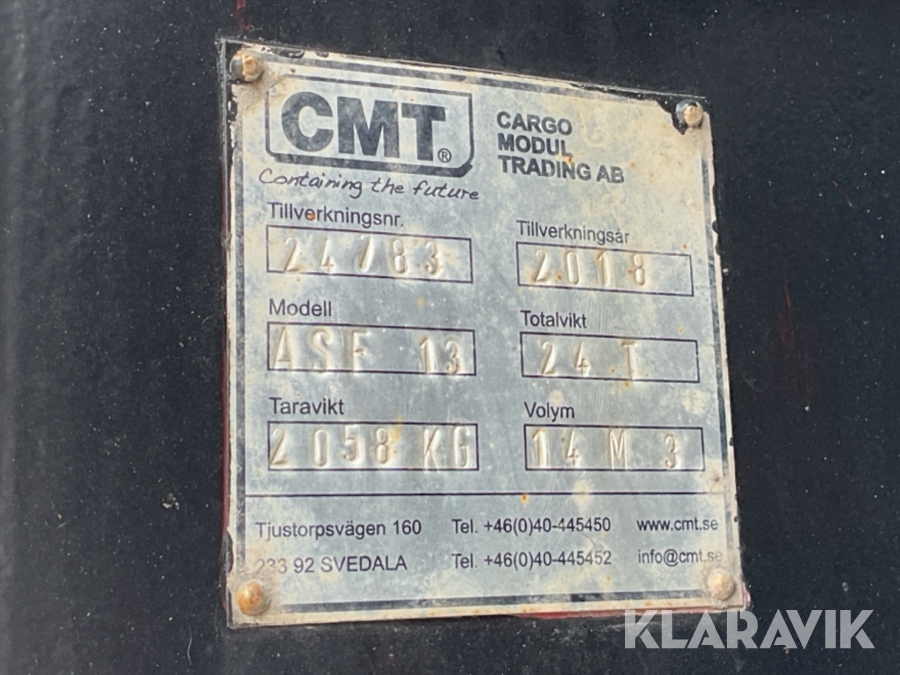 CMT®
CARGO
MODUL
TRADING AB
Containing the future
Tillverkningsnr.
24783
Tillverkningsår
2018
Modell
ASF 13
Totalvikt
24 T
Taravikt
2058 KG
Volym
14 M 3
Tjustorpsvägen 160 Tel. +46(0)40-445450 www.cmt.se
233 92 SVEDALA Tel. +46(0)40-445452 info@cmt.se
KLARAVIK